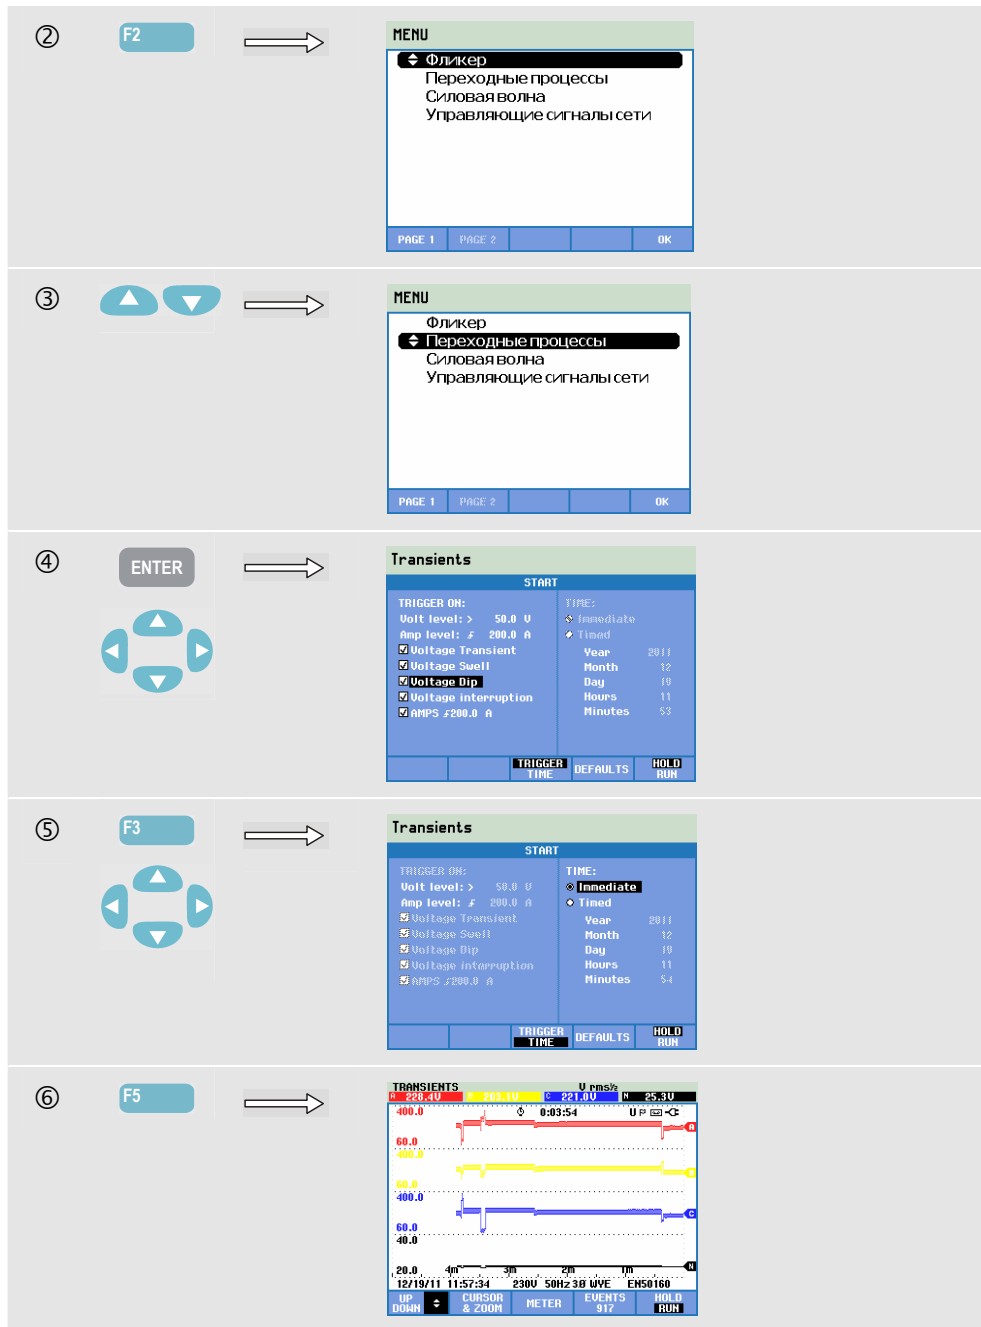 ②
F2
MENU
Фликер
Переходные процессы
Силовая волна
Управляющие сигналы сети
PAGE 1 PAGE 2 OK
③
MENU
Фликер
Переходные процессы
Силовая волна
Управляющие сигналы сети
PAGE 1 PAGE 2 OK
④
ENTER
Transients
START
TRIGGER ON: TIME:
Volt level: > 50.0 V Immediate
Amp level: 200.0 A Timed
Voltage Transient Year 2011
Voltage Swell Month 12
Voltage Dip Day 19
Voltage interruption Hours 11
AMPS 200.0 A Minutes 53
TRIGGER TIME DEFAULTS HOLD RUN
⑤
F3
Transients
START
TRIGGER ON: TIME:
Volt level: > 50.0 V Immediate
Amp level: 200.0 A Timed
Voltage Transient Year 2011
Voltage Swell Month 12
Voltage Dip Day 19
Voltage interruption Hours 11
AMPS 200.0 A Minutes 54
TRIGGER TIME DEFAULTS HOLD RUN
⑥
F5
TRANSIENTS U rms½
A 228.4U 203.1U C 221.0U N 25.3U
400.0 0:03:54 U
A
60.0
400.0
60.0
400.0
C
60.0
40.0
N
20.0 4m 3m 2m 1m
12/19/11 11:57:34 230V 50Hz 3Ø WYE EN50160
UP DOWN CURSOR & ZOOM METER EVENTS 917 HOLD RUN